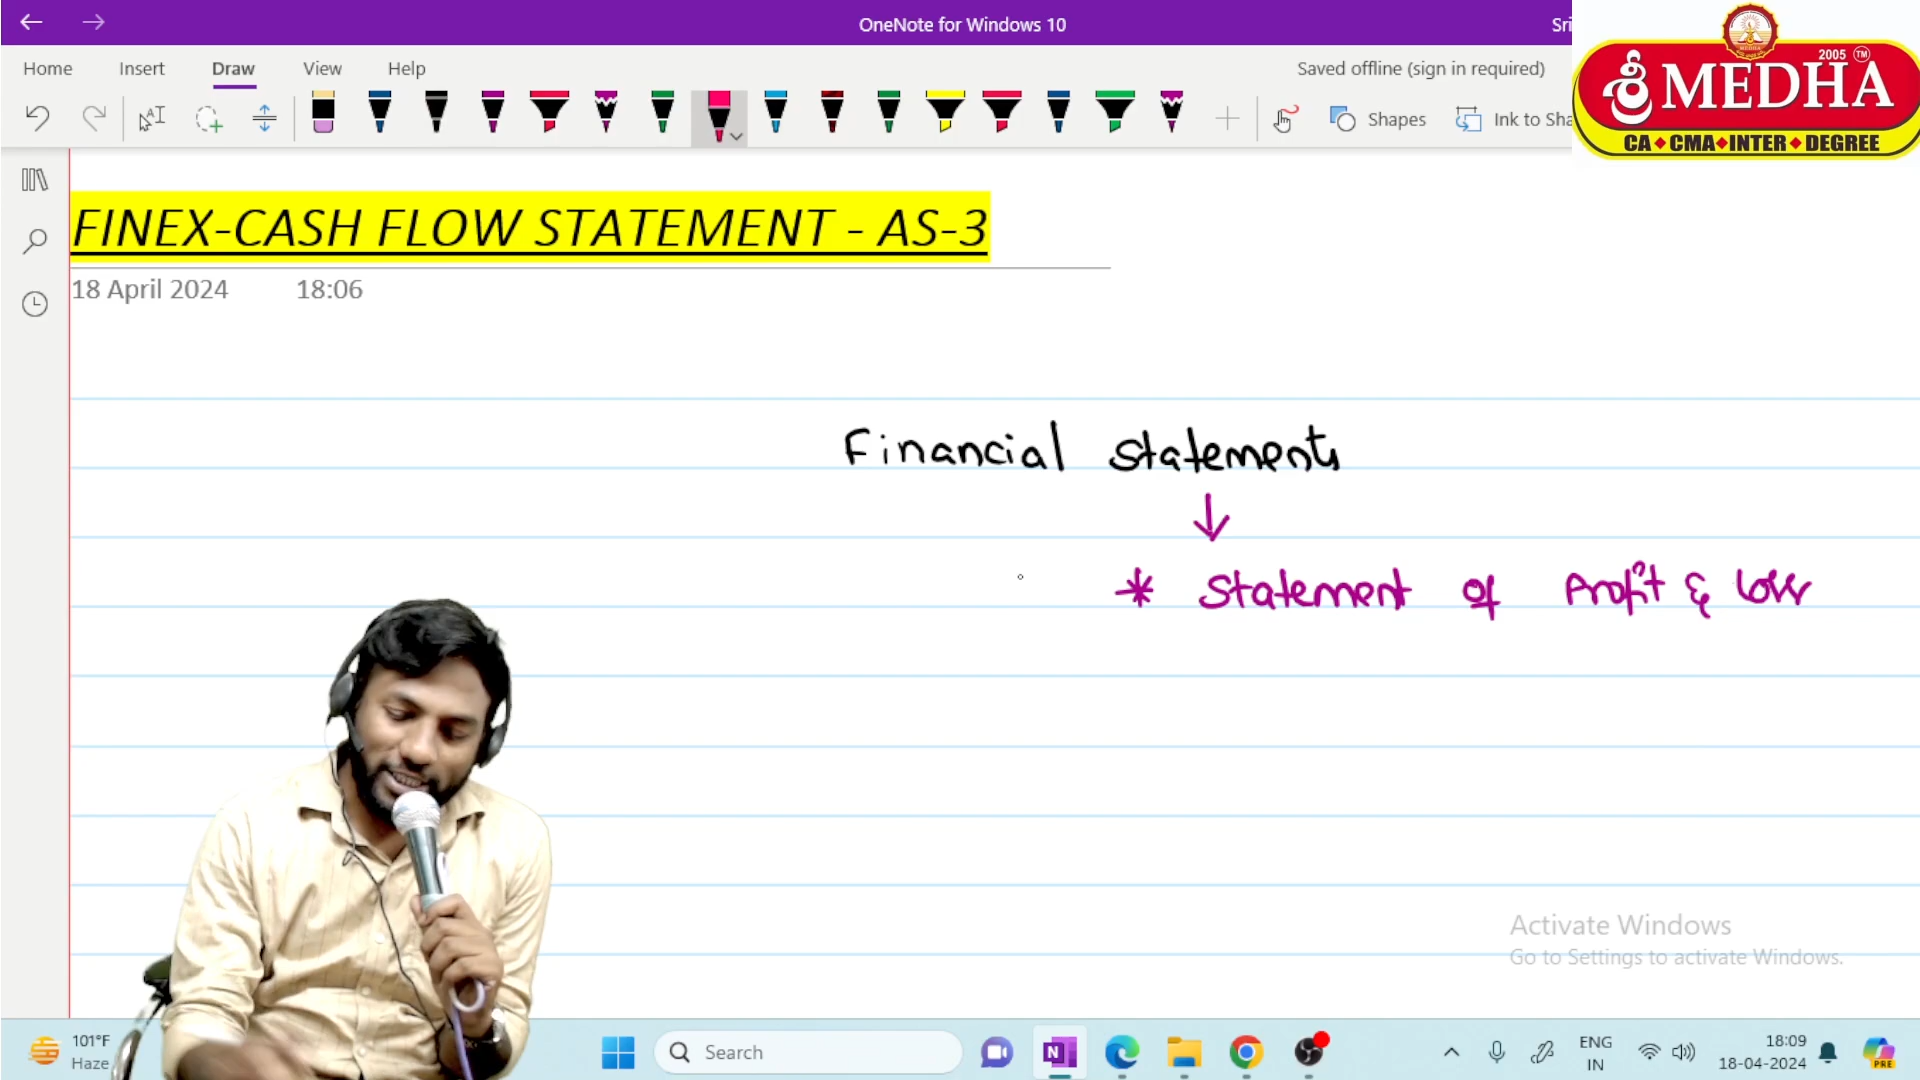 OneNote for Windows 10
Sri
Home Insert Draw View Help
Saved offline (sign in required)
Shapes
Ink to Sha
2005 TM
MEDHA
CA CMA INTER DEGREE
FINEX-CASH FLOW STATEMENT - AS-3
18 April 2024 18:06
Financial Statements
* Statement of Profit & Loss
Activate Windows
Go to Settings to activate Windows.
101°F
Haze
Search
ENG
IN
18:09
18-04-2024
PRE